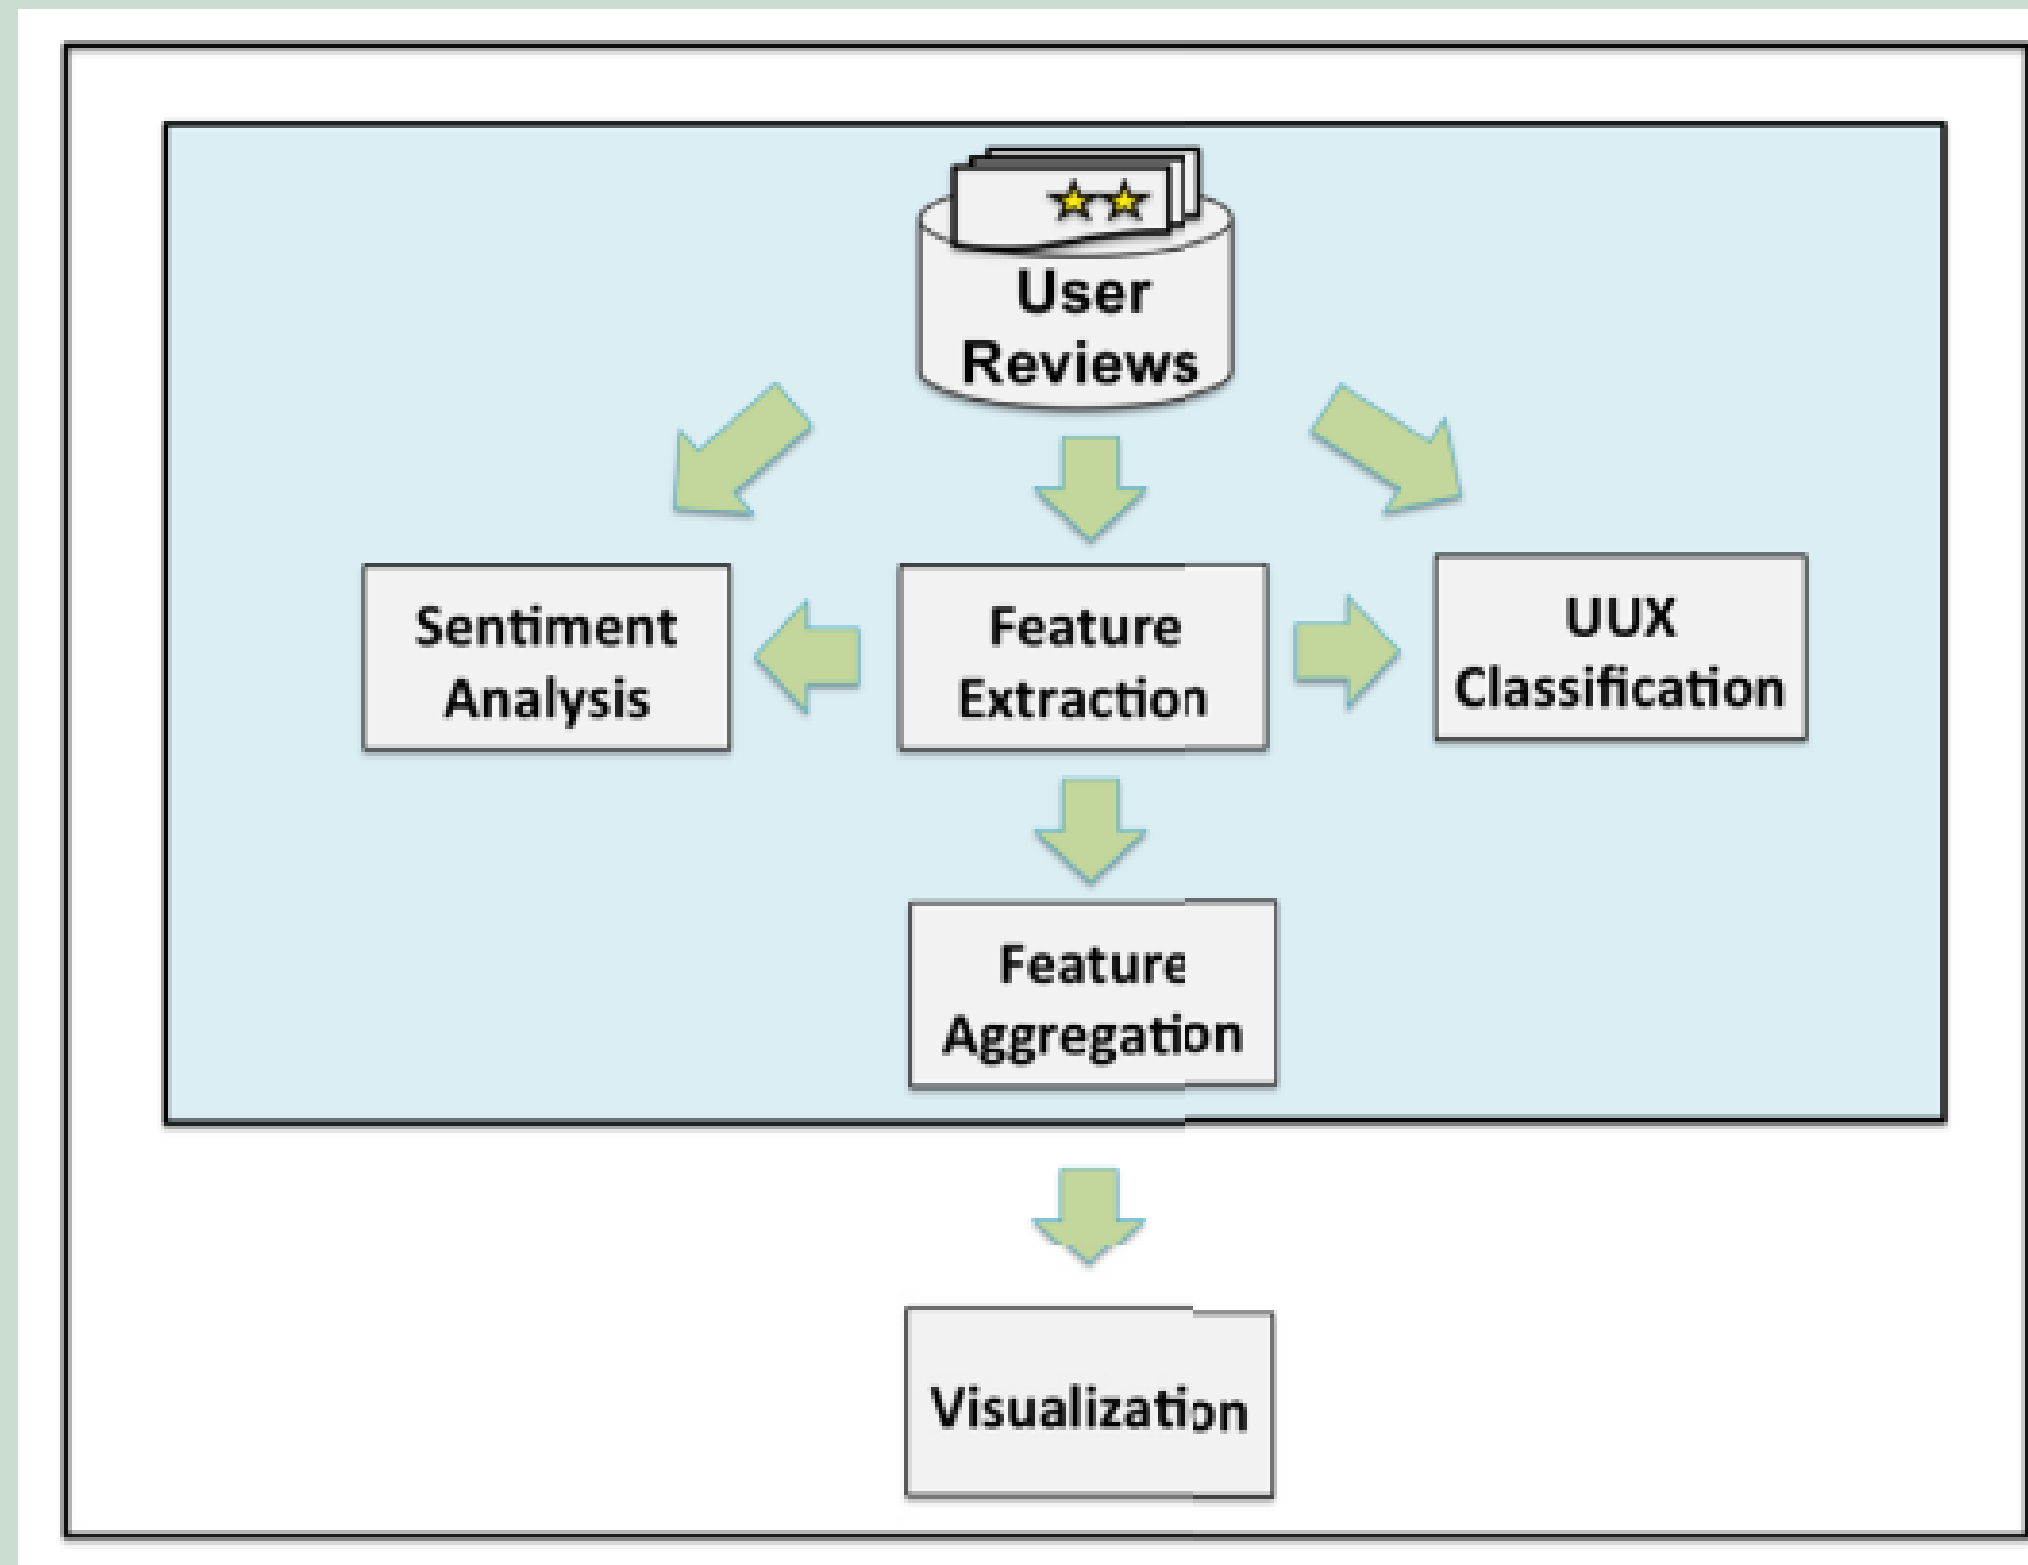 User
Reviews
Sentiment
Analysis
Feature
Extraction
UUX
Classification
Feature
Aggregation
Visualization